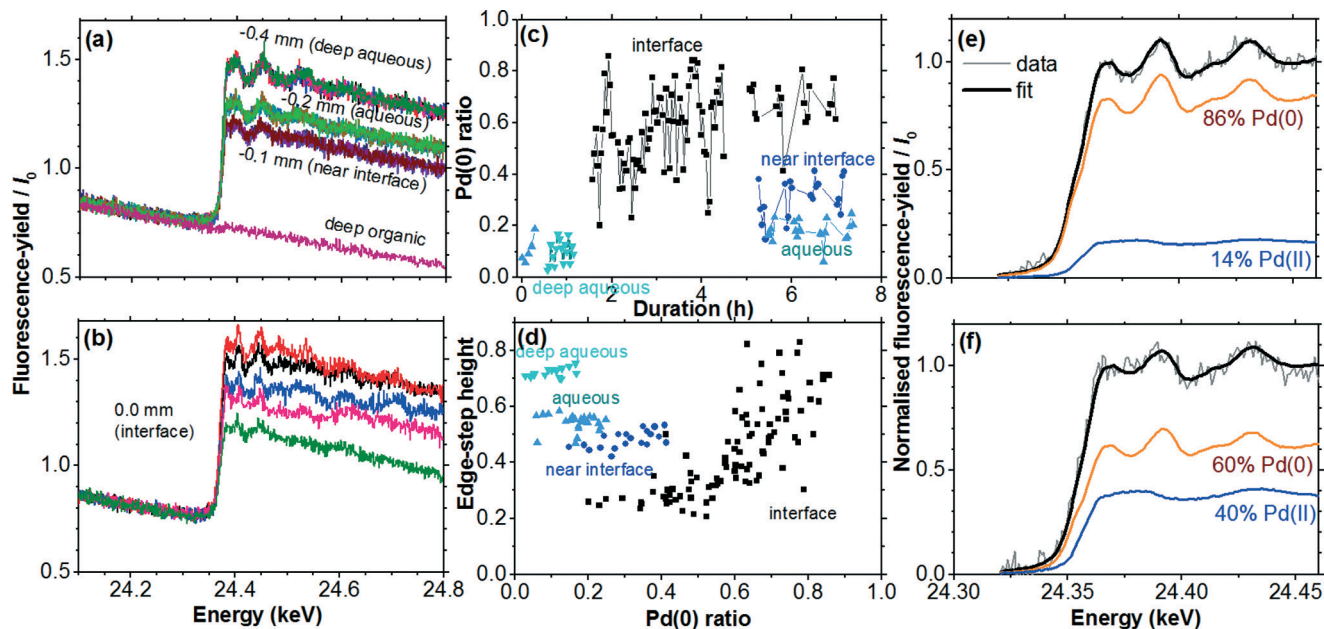 (a)
-0.4 mm (deep aqueous)
-0.2 mm (aqueous)
-0.1 mm (near interface)
deep organic
1.5
1.0
0.5
Fluorescence-yield / I0
(b)
0.0 mm
(interface)
1.5
1.0
0.5
24.2
24.4
24.6
24.8
Energy (keV)
(c)
interface
near interface
aqueous
deep aqueous
1.0
0.8
0.6
0.4
0.2
0.0
Pd(0) ratio
0
2
4
6
8
Duration (h)
(d)
deep aqueous
aqueous
near interface
interface
0.8
0.6
0.4
0.2
0.0
Edge-step height
0.0
0.2
0.4
0.6
0.8
1.0
Pd(0) ratio
(e)
data
fit
86% Pd(0)
14% Pd(II)
1.0
0.5
0.0
Normalised fluorescence-yield / I0
(f)
60% Pd(0)
40% Pd(II)
1.0
0.5
0.0
24.30
24.35
24.40
24.45
Energy (keV)